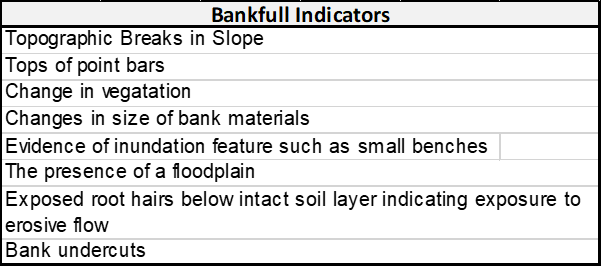 Bankfull Indicators
Topographic Breaks in Slope
Tops of point bars
Change in vegatation
Changes in size of bank materials
Evidence of inundation feature such as small benches
The presence of a floodplain
Exposed root hairs below intact soil layer indicating exposure to
erosive flow
Bank undercuts